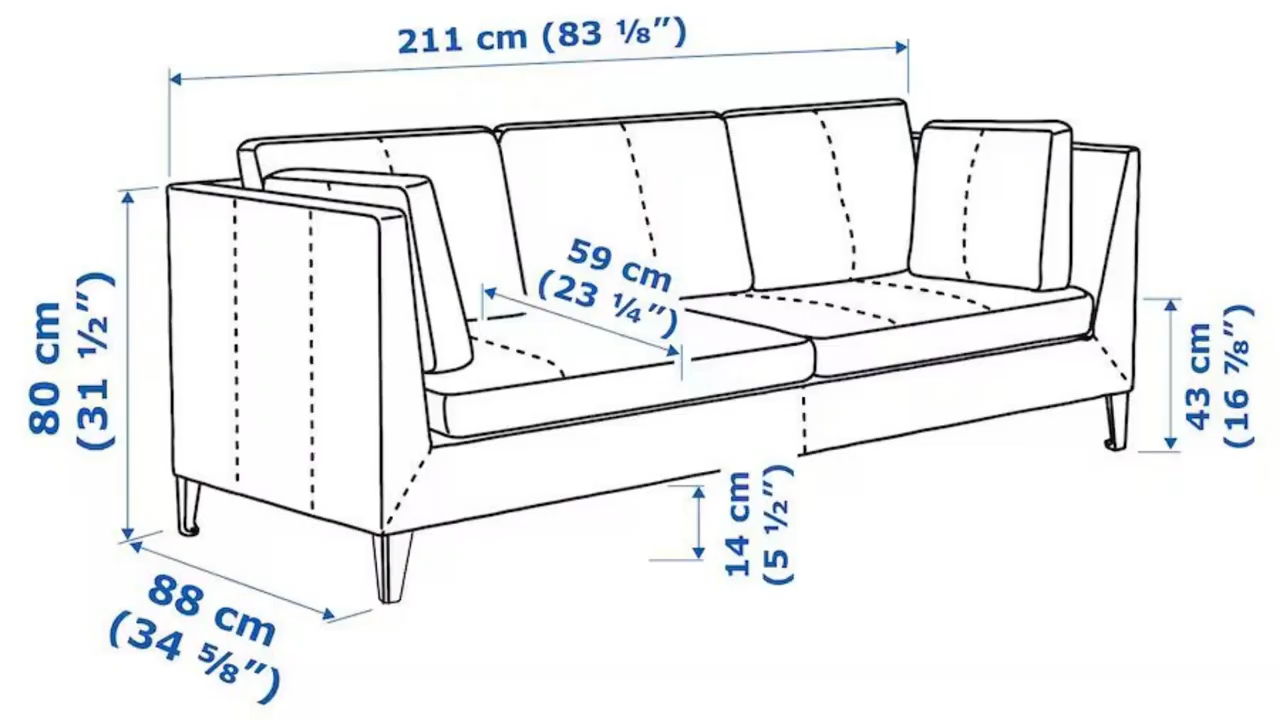 211 cm (83 ⅛″)
59 cm
(23 ¼″)
80 cm
(31 ½″)
43 cm
(16 ⅞″)
14 cm
(5 ½″)
88 cm
(34 ⅝″)